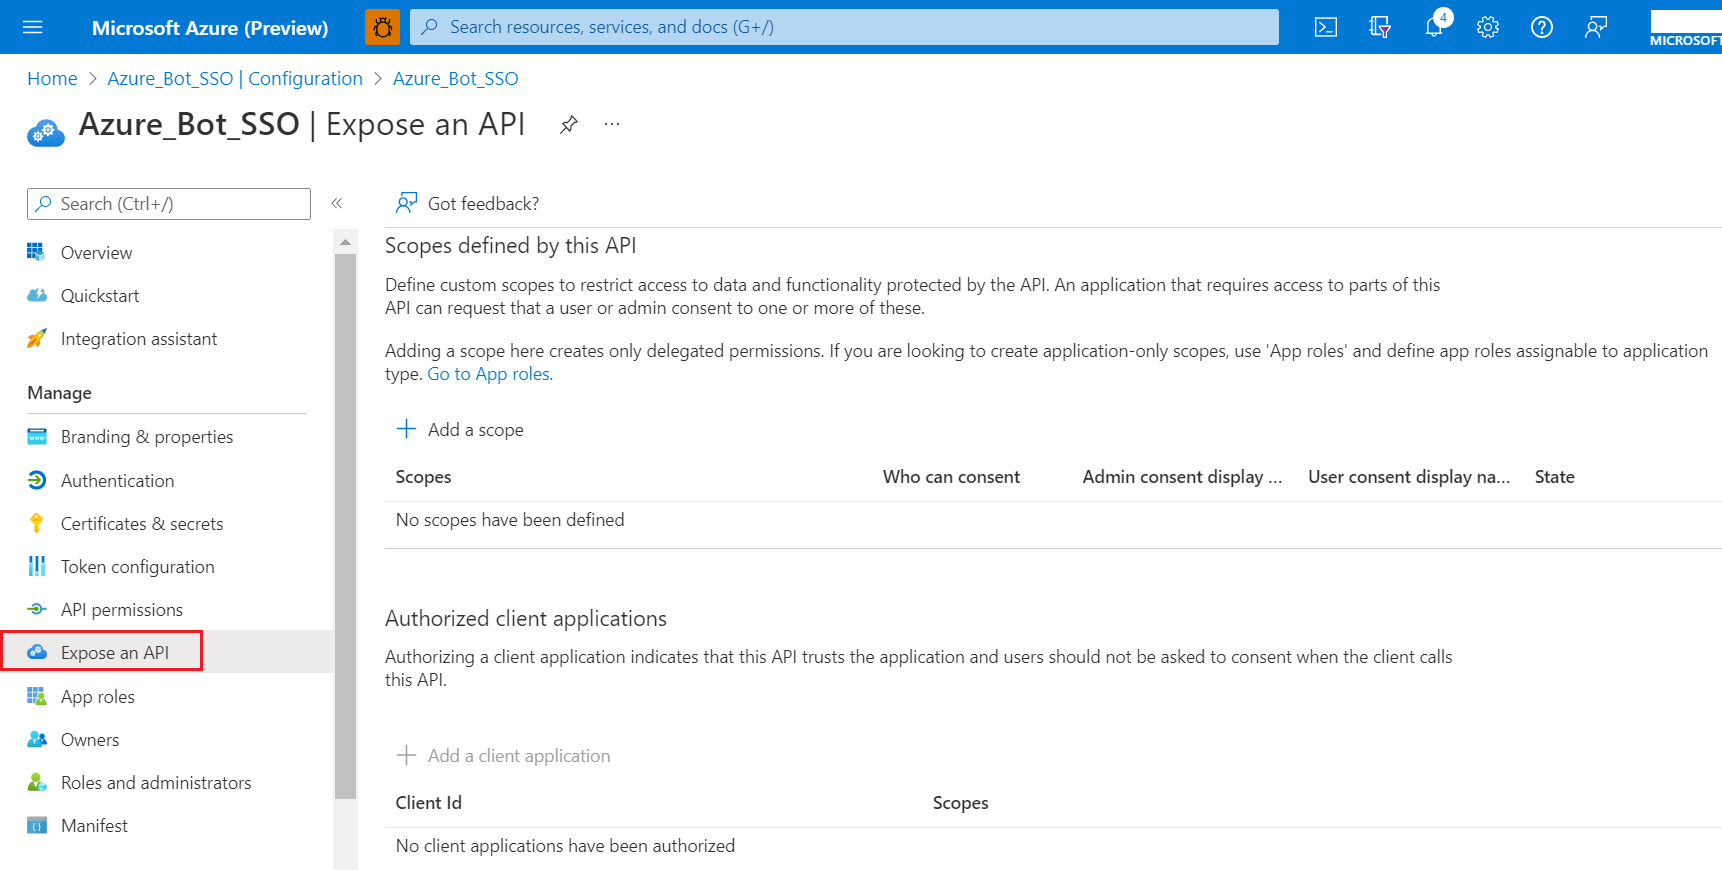 Microsoft Azure (Preview)
Search resources, services, and docs (G+/)
4
MICROSOFT
Home > Azure_Bot_SSO | Configuration > Azure_Bot_SSO
Azure_Bot_SSO | Expose an API
Search (Ctrl+/)
«
Overview
Quickstart
Integration assistant
Manage
Branding & properties
Authentication
Certificates & secrets
Token configuration
API permissions
Expose an API
App roles
Owners
Roles and administrators
Manifest
Got feedback?
Scopes defined by this API
Define custom scopes to restrict access to data and functionality protected by the API. An application that requires access to parts of this
API can request that a user or admin consent to one or more of these.
Adding a scope here creates only delegated permissions. If you are looking to create application-only scopes, use 'App roles' and define app roles assignable to application
type. Go to App roles.
Add a scope
Scopes Who can consent Admin consent display ... User consent display na... State
No scopes have been defined
Authorized client applications
Authorizing a client application indicates that this API trusts the application and users should not be asked to consent when the client calls
this API.
Add a client application
Client Id Scopes
No client applications have been authorized